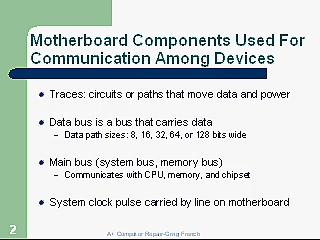 Motherboard Components Used For
Communication Among Devices
Traces: circuits or paths that move data and power
Data bus is a bus that carries data
– Data path sizes: 8, 16, 32, 64, or 128 bits wide
Main bus (system bus, memory bus)
– Communicates with CPU, memory, and chipset
System clock pulse carried by line on motherboard
2
A+ Computer Repair-Greg French